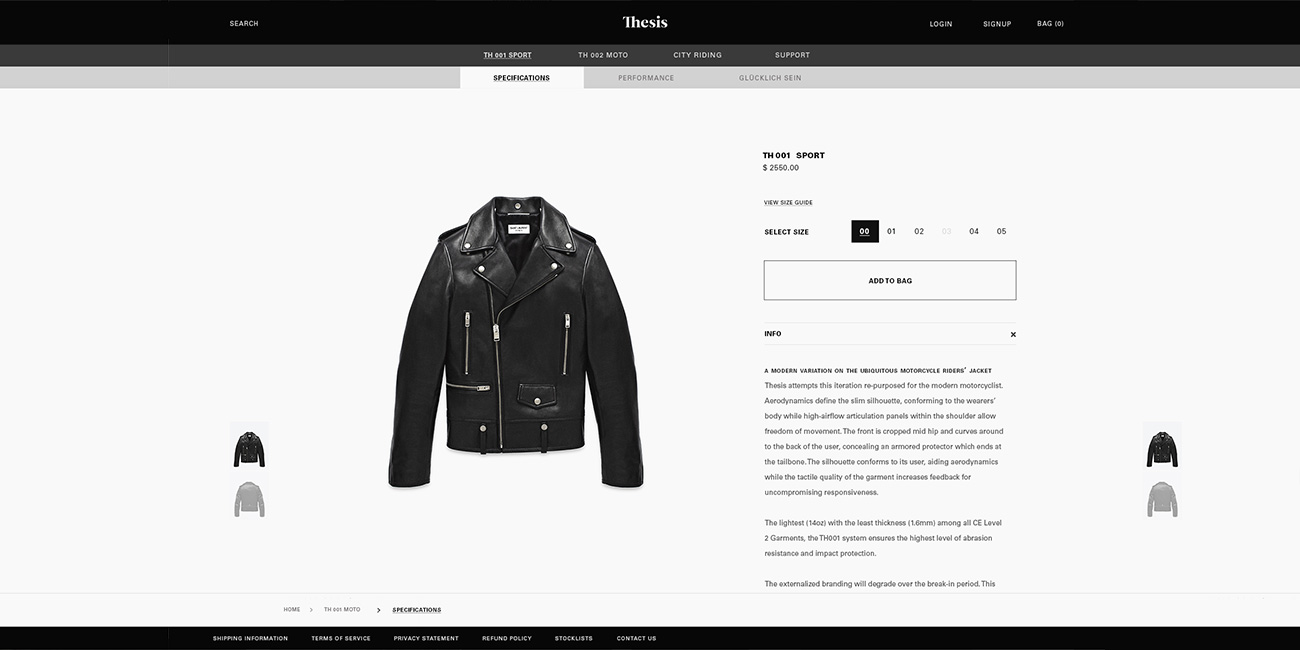 SEARCH
Thesis
LOGIN
SIGNUP
BAG (0)
TH 001 SPORT
TH 002 MOTO
CITY RIDING
SUPPORT
SPECIFICATIONS
PERFORMANCE
GLÜCKLICH SEIN
TH 001 SPORT
$ 2550.00
VIEW SIZE GUIDE
SELECT SIZE
00 01 02 03 04 05
ADD TO BAG
INFO
A MODERN VARIATION ON THE UBIQUITOUS MOTORCYCLE RIDERS' JACKET
Thesis attempts this iteration re-purposed for the modern motorcyclist.
Aerodynamics define the slim silhouette, conforming to the wearers'
body while high-airflow articulation panels within the shoulder allow
freedom of movement. The front is cropped mid hip and curves around
to the back of the user, concealing an armored protector which ends at
the tailbone. The silhouette conforms to its user, aiding aerodynamics
while the tactile quality of the garment increases feedback for
uncompromising responsiveness.
The lightest (14oz) with the least thickness (1.6mm) among all CE Level
2 Garments, the TH001 system ensures the highest level of abrasion
resistance and impact protection.
The externalized branding will degrade over the break-in period. This
HOME > TH 001 MOTO > SPECIFICATIONS
SHIPPING INFORMATION
TERMS OF SERVICE
PRIVACY STATEMENT
REFUND POLICY
STOCKLISTS
CONTACT US